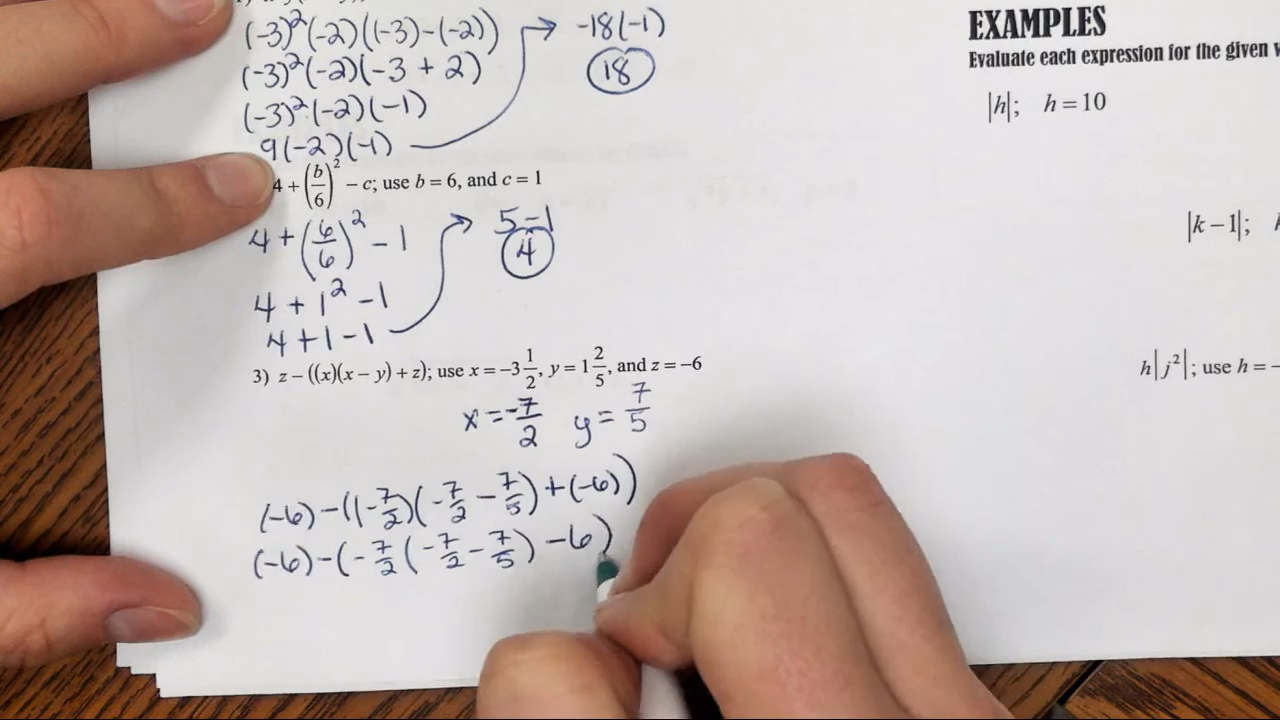 (-3)²(-2)((-3)-(-2))
(-3)²(-2)(-3 + 2)
(-3)²(-2)(-1)
9(-2)(-1)
-18(-1)
18
4 + (b/6)² - c; use b = 6, and c = 1
4 + (6/6)² - 1
4 + 1² - 1
4 + 1 - 1
5 - 1
4
3) z - ((x)(x - y) + z); use x = -3 1/2, y = 1 2/5, and z = -6
x = -7/2 y = 7/5
(-6) - ((-7/2)(-7/2 - 7/5) + (-6))
(-6) - (-7/2(-7/2 - 7/5) - 6)
EXAMPLES
Evaluate each expression for the given
|h|; h = 10
|k - 1|;
h|j²|; use h = -